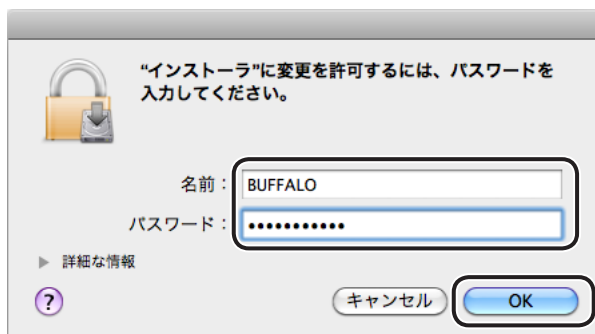 “インストーラ”に変更を許可するには、パスワードを
入力してください。
名前：BUFFALO
パスワード：•••••••••••
▶ 詳細な情報
? キャンセル OK